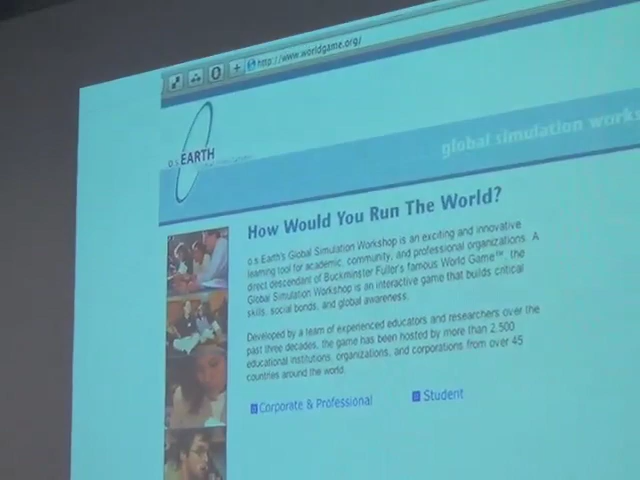 http://www.worldgame.org/
o.s.EARTH
global simulation works
How Would You Run The World?
o.s.Earth's Global Simulation Workshop is an exciting and innovative
learning tool for academic, community, and professional organizations. A
direct descendant of Buckminster Fuller's famous World Game™, the
Global Simulation Workshop is an interactive game that builds critical
skills, social bonds, and global awareness.
Developed by a team of experienced educators and researchers over the
past three decades, the game has been hosted by more than 2,500
educational institutions, organizations, and corporations from over 45
countries around the world.
Corporate & Professional
Student